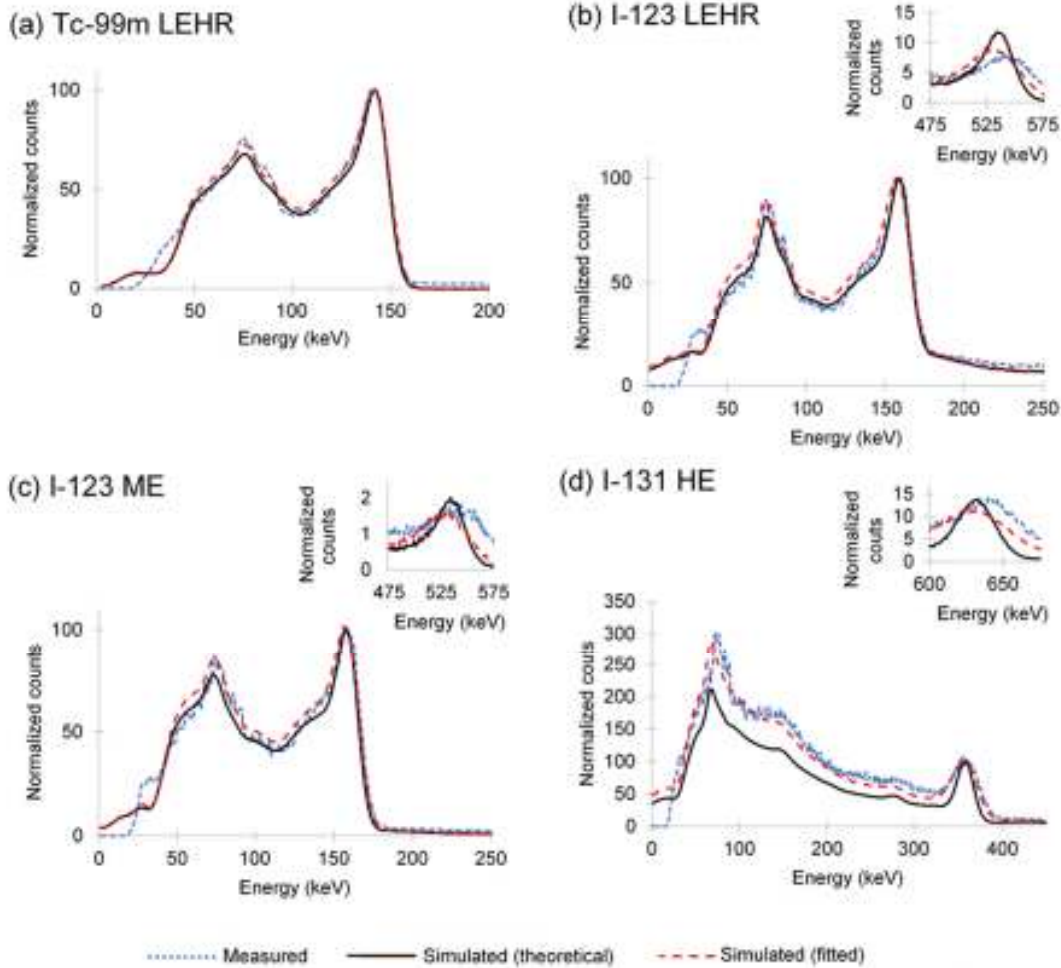 (a) Tc-99m LEHR
Normalized counts
100
50
0
0 50 100 150 200
Energy (keV)
(b) I-123 LEHR
Normalized
counts
15
10
5
0
475 525 575
Energy (keV)
Normalized counts
100
50
0
0 50 100 150 200 250
Energy (keV)
(c) I-123 ME
Normalized
counts
2
1
0
475 525 575
Energy (keV)
Normalized counts
100
50
0
0 50 100 150 200 250
Energy (keV)
(d) I-131 HE
Normalized
couts
15
10
5
0
600 650
Energy (keV)
Normalized couts
350
300
250
200
150
100
50
0
0 100 200 300 400
Energy (keV)
Measured Simulated (theoretical) Simulated (fitted)